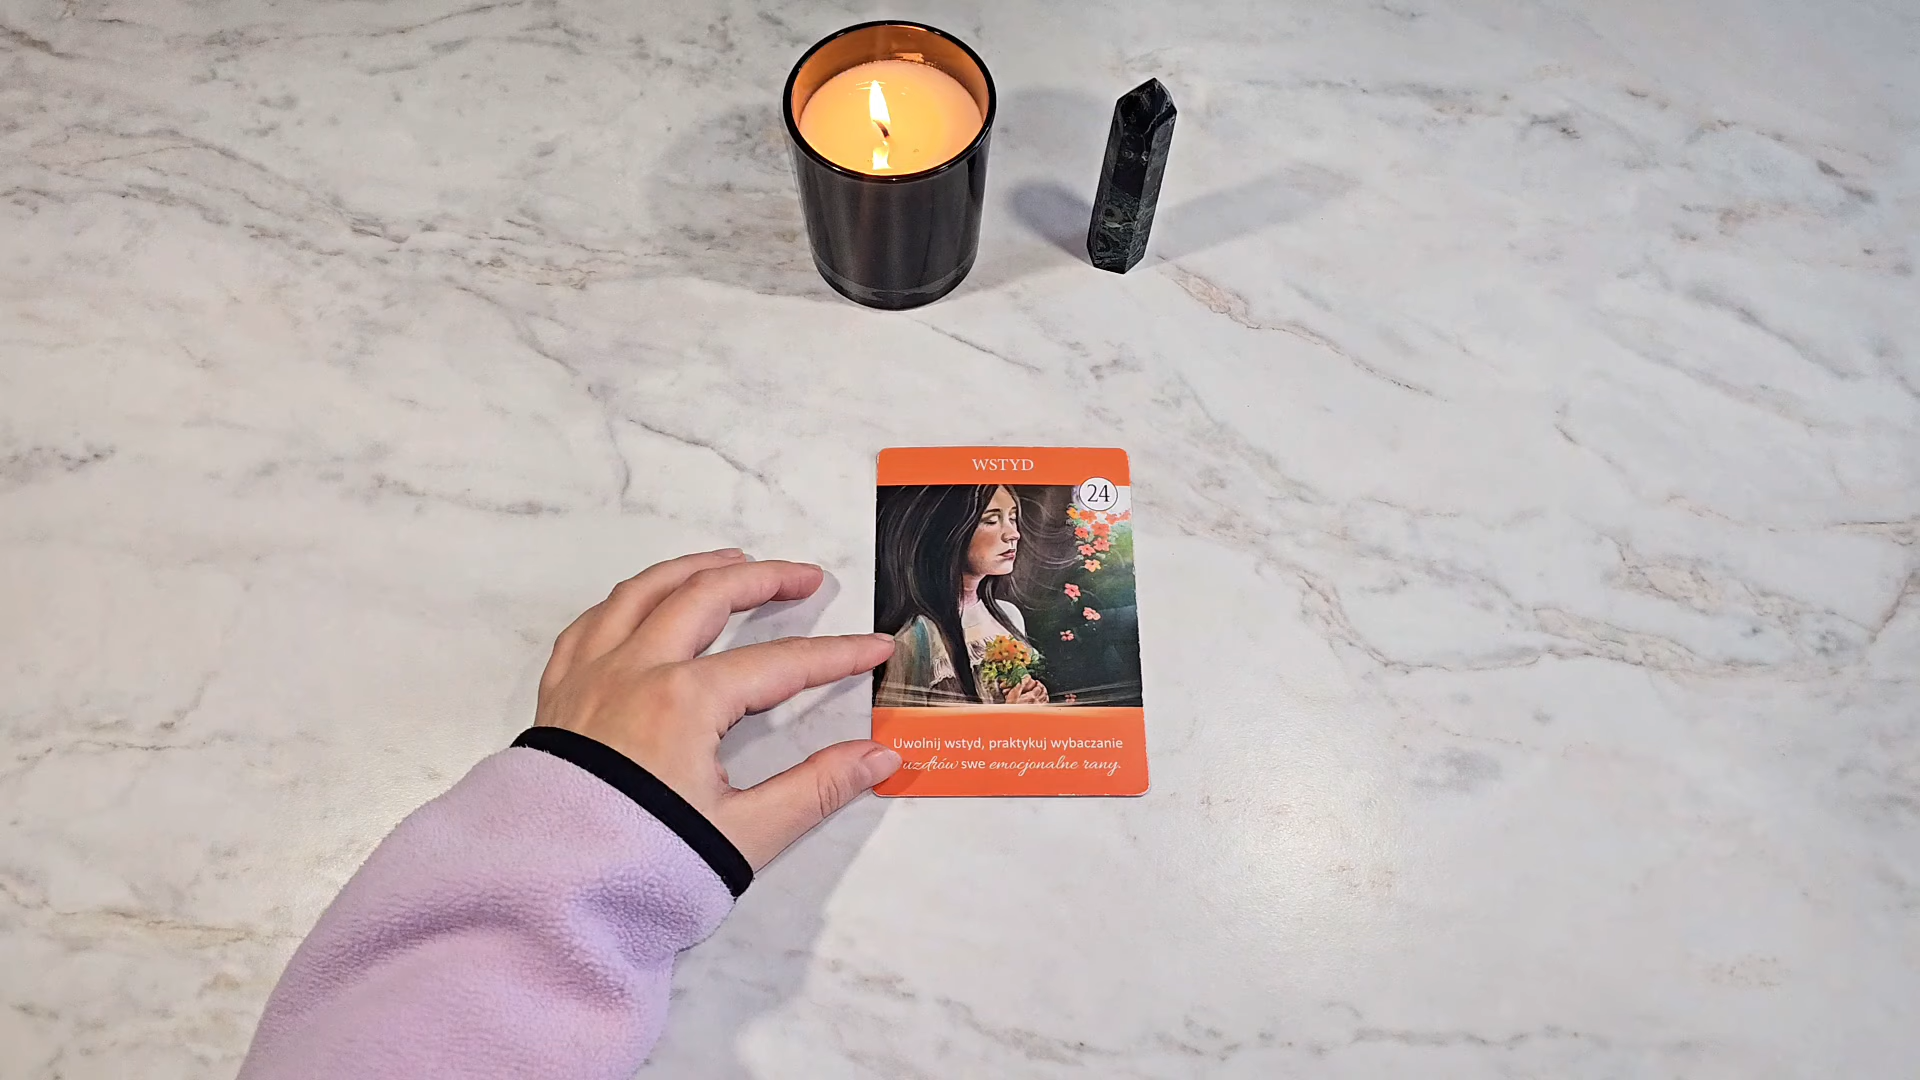 WSTYD
24
Uwolnij wstyd, praktykuj wybaczanie
uzdrów swe emocjonalne rany.